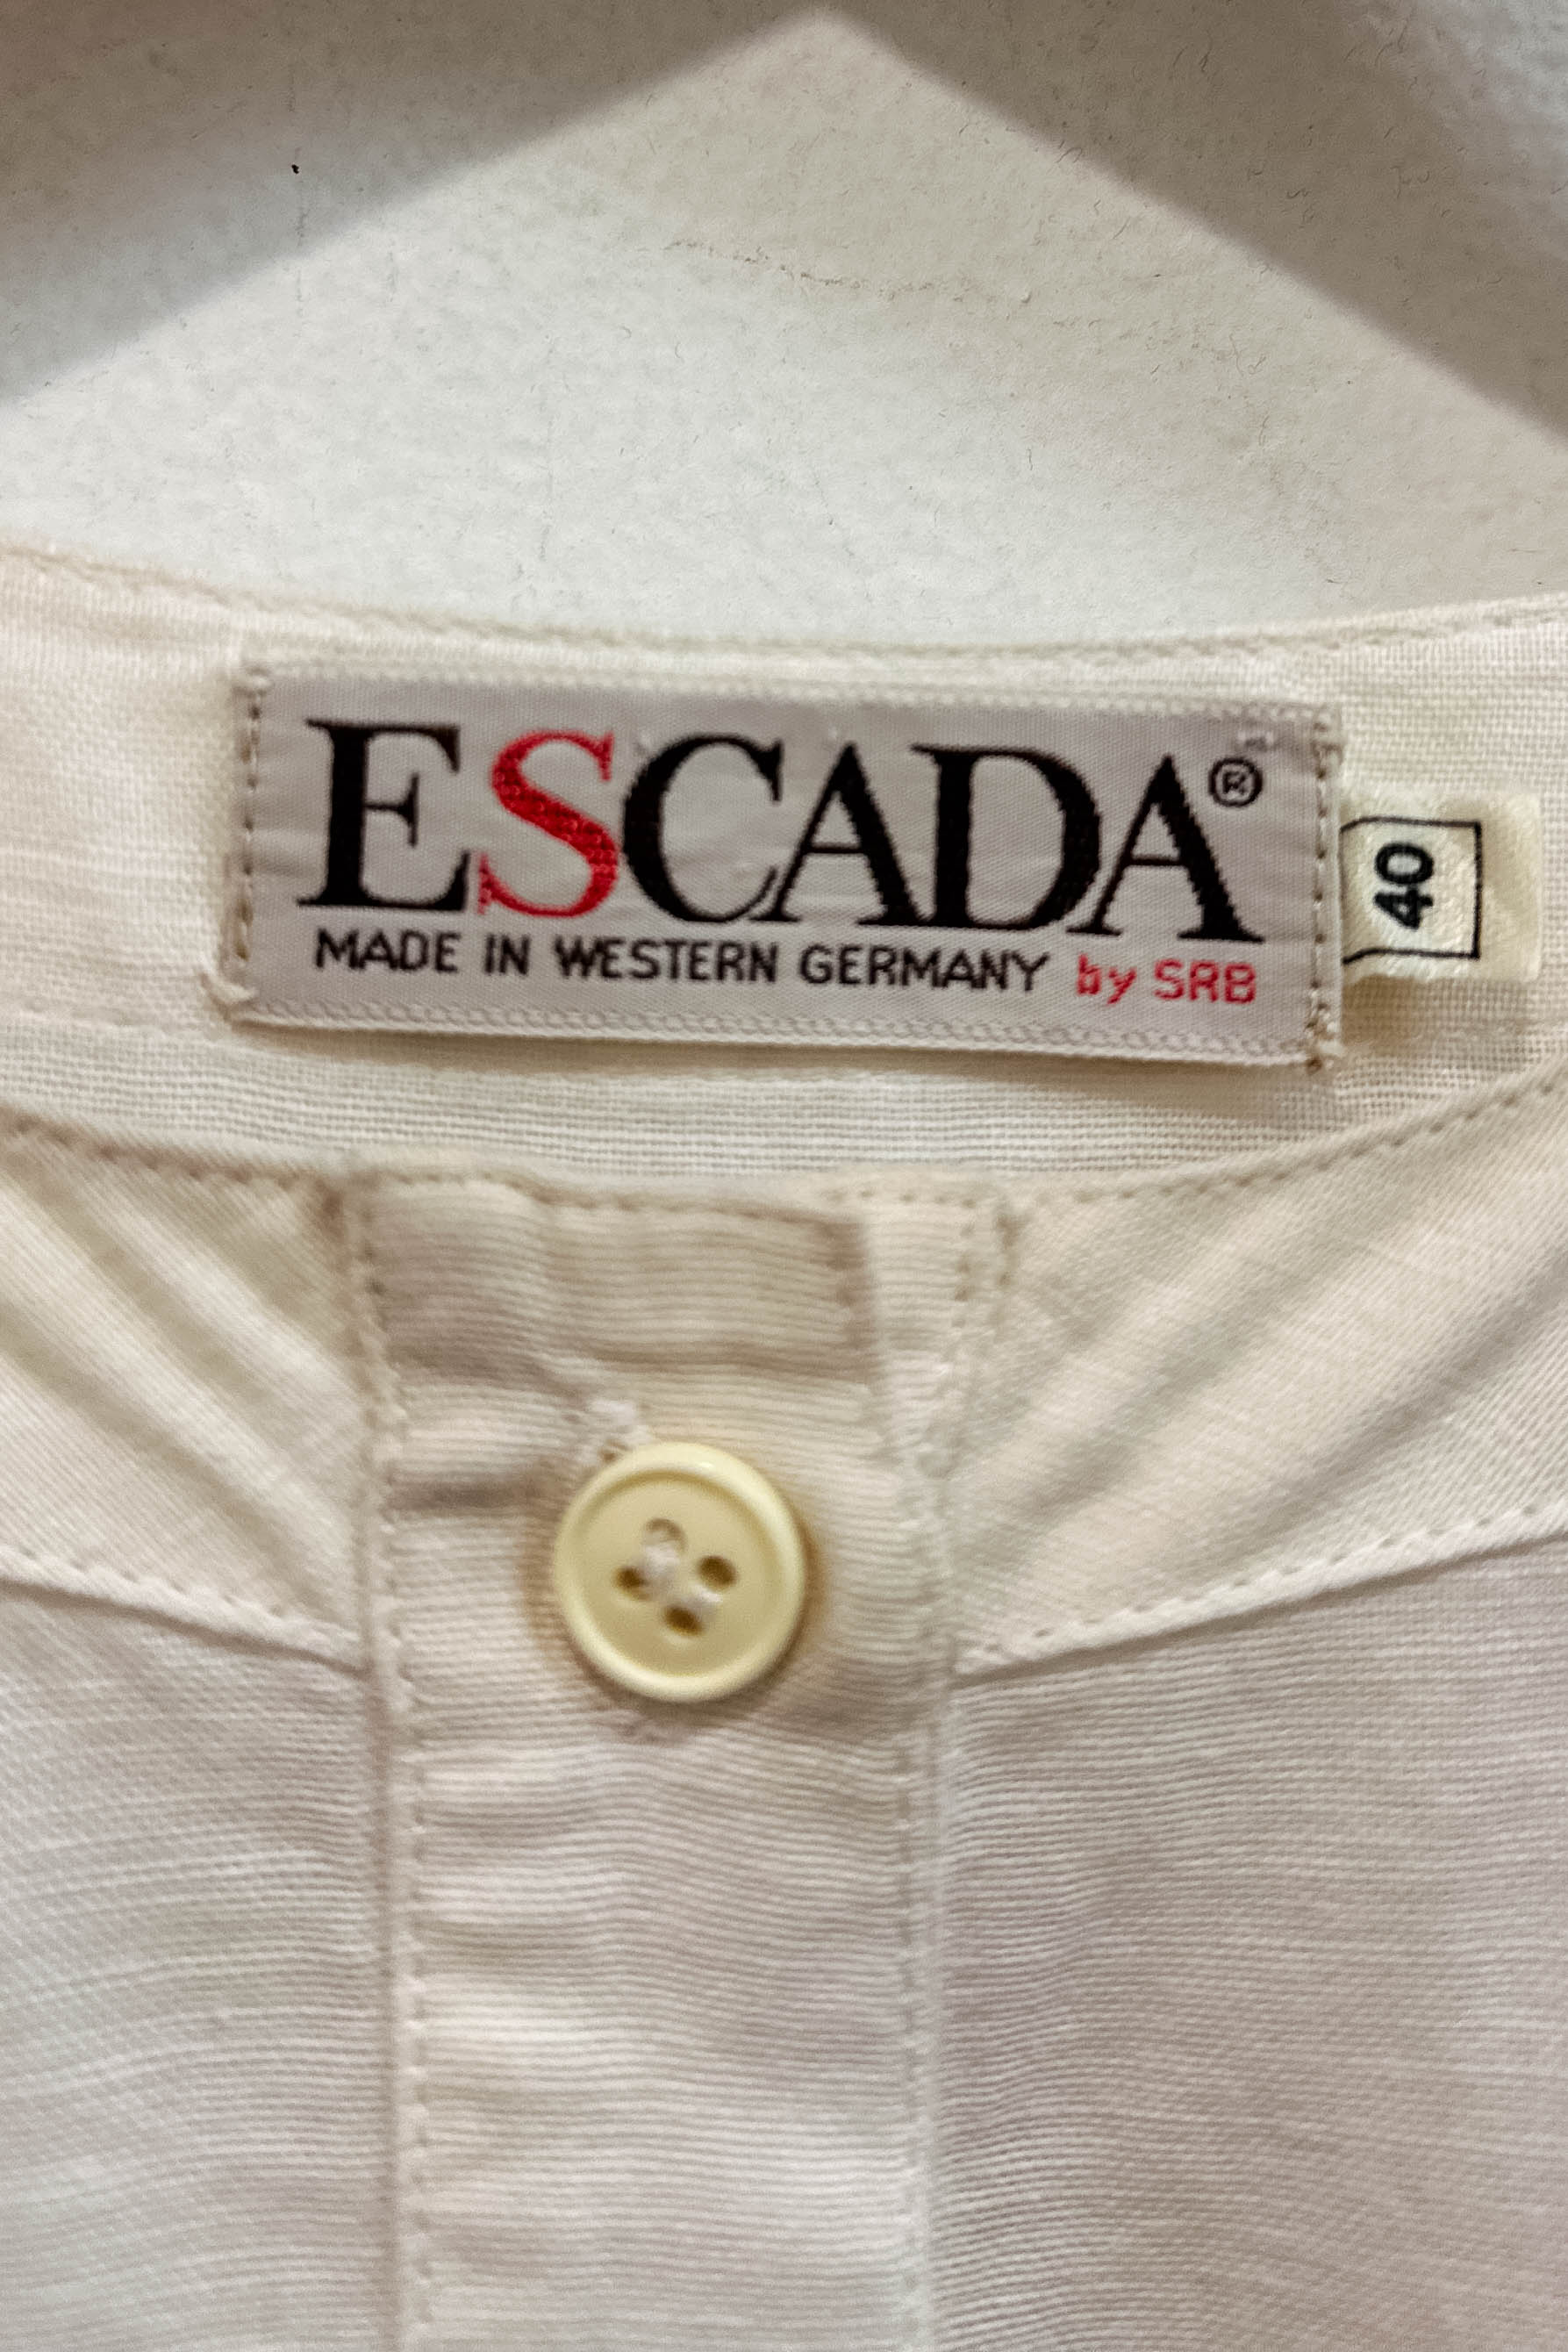 ESCADA®
MADE IN WESTERN GERMANY by SRB
40